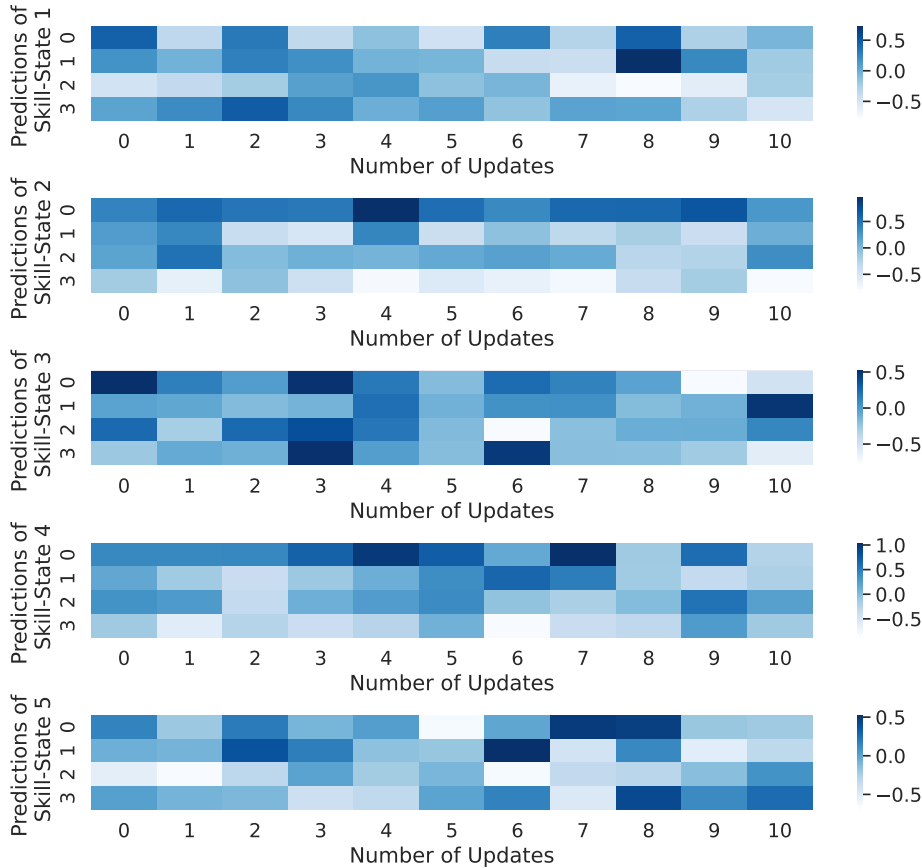 Predictions of
Skill-State 1
0
1
2
3
0 1 2 3 4 5 6 7 8 9 10
Number of Updates
0.5
0.0
−0.5
Predictions of
Skill-State 2
0
1
2
3
0 1 2 3 4 5 6 7 8 9 10
Number of Updates
0.5
0.0
−0.5
Predictions of
Skill-State 3
0
1
2
3
0 1 2 3 4 5 6 7 8 9 10
Number of Updates
0.5
0.0
−0.5
Predictions of
Skill-State 4
0
1
2
3
0 1 2 3 4 5 6 7 8 9 10
Number of Updates
1.0
0.5
0.0
−0.5
Predictions of
Skill-State 5
0
1
2
3
0 1 2 3 4 5 6 7 8 9 10
Number of Updates
0.5
0.0
−0.5